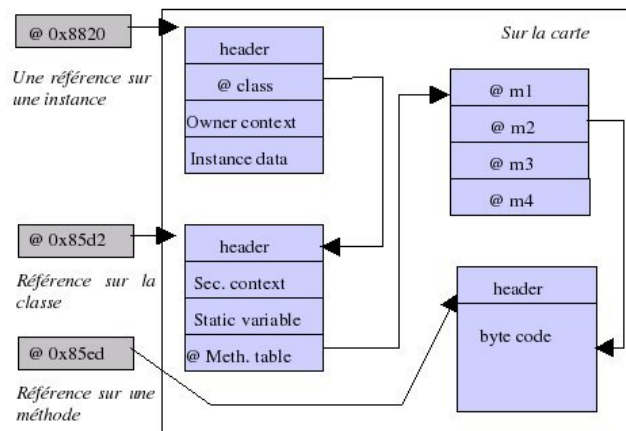 @ 0x8820
Une référence sur
une instance
header
@ class
Owner context
Instance data
Sur la carte
@ m1
@ m2
@ m3
@ m4
@ 0x85d2
Référence sur la
classe
header
Sec. context
Static variable
@ Meth. table
@ 0x85ed
Référence sur une
méthode
header
byte code